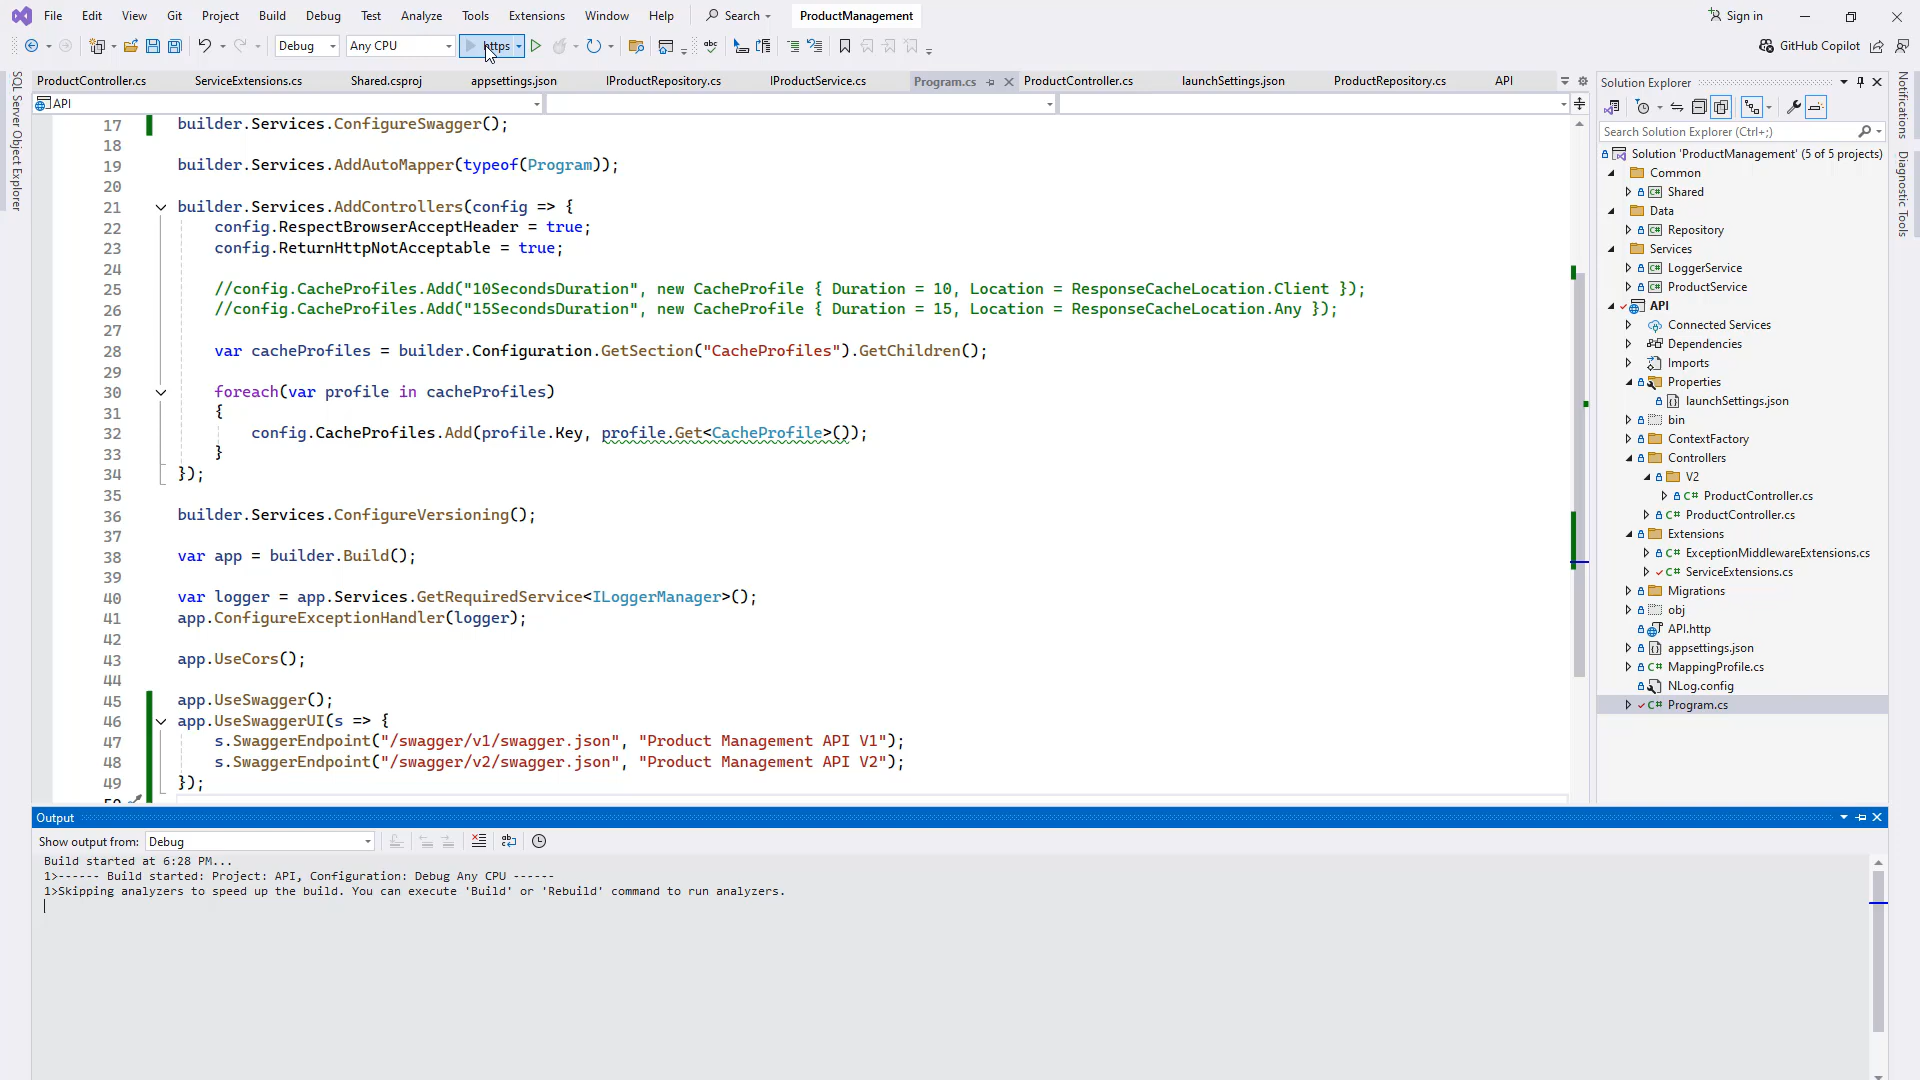 File Edit View Git Project Build Debug Test Analyze Tools Extensions Window Help Search ProductManagement Sign in
Debug Any CPU https GitHub Copilot
ProductController.cs ServiceExtensions.cs Shared.csproj appsettings.json IProductRepository.cs IProductService.cs Program.cs ProductController.cs launchSettings.json ProductRepository.cs API
API
17 builder.Services.ConfigureSwagger();
18
19 builder.Services.AddAutoMapper(typeof(Program));
20
21 builder.Services.AddControllers(config => {
22 config.RespectBrowserAcceptHeader = true;
23 config.ReturnHttpNotAcceptable = true;
24
25 //config.CacheProfiles.Add("10SecondsDuration", new CacheProfile { Duration = 10, Location = ResponseCacheLocation.Client });
26 //config.CacheProfiles.Add("15SecondsDuration", new CacheProfile { Duration = 15, Location = ResponseCacheLocation.Any });
27
28 var cacheProfiles = builder.Configuration.GetSection("CacheProfiles").GetChildren();
29
30 foreach(var profile in cacheProfiles)
31 {
32 config.CacheProfiles.Add(profile.Key, profile.Get<CacheProfile>());
33 }
34 });
35
36 builder.Services.ConfigureVersioning();
37
38 var app = builder.Build();
39
40 var logger = app.Services.GetRequiredService<ILoggerManager>();
41 app.ConfigureExceptionHandler(logger);
42
43 app.UseCors();
44
45 app.UseSwagger();
46 app.UseSwaggerUI(s => {
47 s.SwaggerEndpoint("/swagger/v1/swagger.json", "Product Management API V1");
48 s.SwaggerEndpoint("/swagger/v2/swagger.json", "Product Management API V2");
49 });
50
SQL Server Object Explorer
Solution Explorer
Search Solution Explorer (Ctrl+;)
Solution 'ProductManagement' (5 of 5 projects)
Common
Shared
Data
Repository
Services
LoggerService
ProductService
API
Connected Services
Dependencies
Imports
Properties
launchSettings.json
bin
ContextFactory
Controllers
V2
ProductController.cs
ProductController.cs
Extensions
ExceptionMiddlewareExtensions.cs
ServiceExtensions.cs
Migrations
obj
API.http
appsettings.json
MappingProfile.cs
NLog.config
Program.cs
Notifications
Diagnostic Tools
Output
Show output from: Debug
Build started at 6:28 PM...
1>------ Build started: Project: API, Configuration: Debug Any CPU ------
1>Skipping analyzers to speed up the build. You can execute 'Build' or 'Rebuild' command to run analyzers.